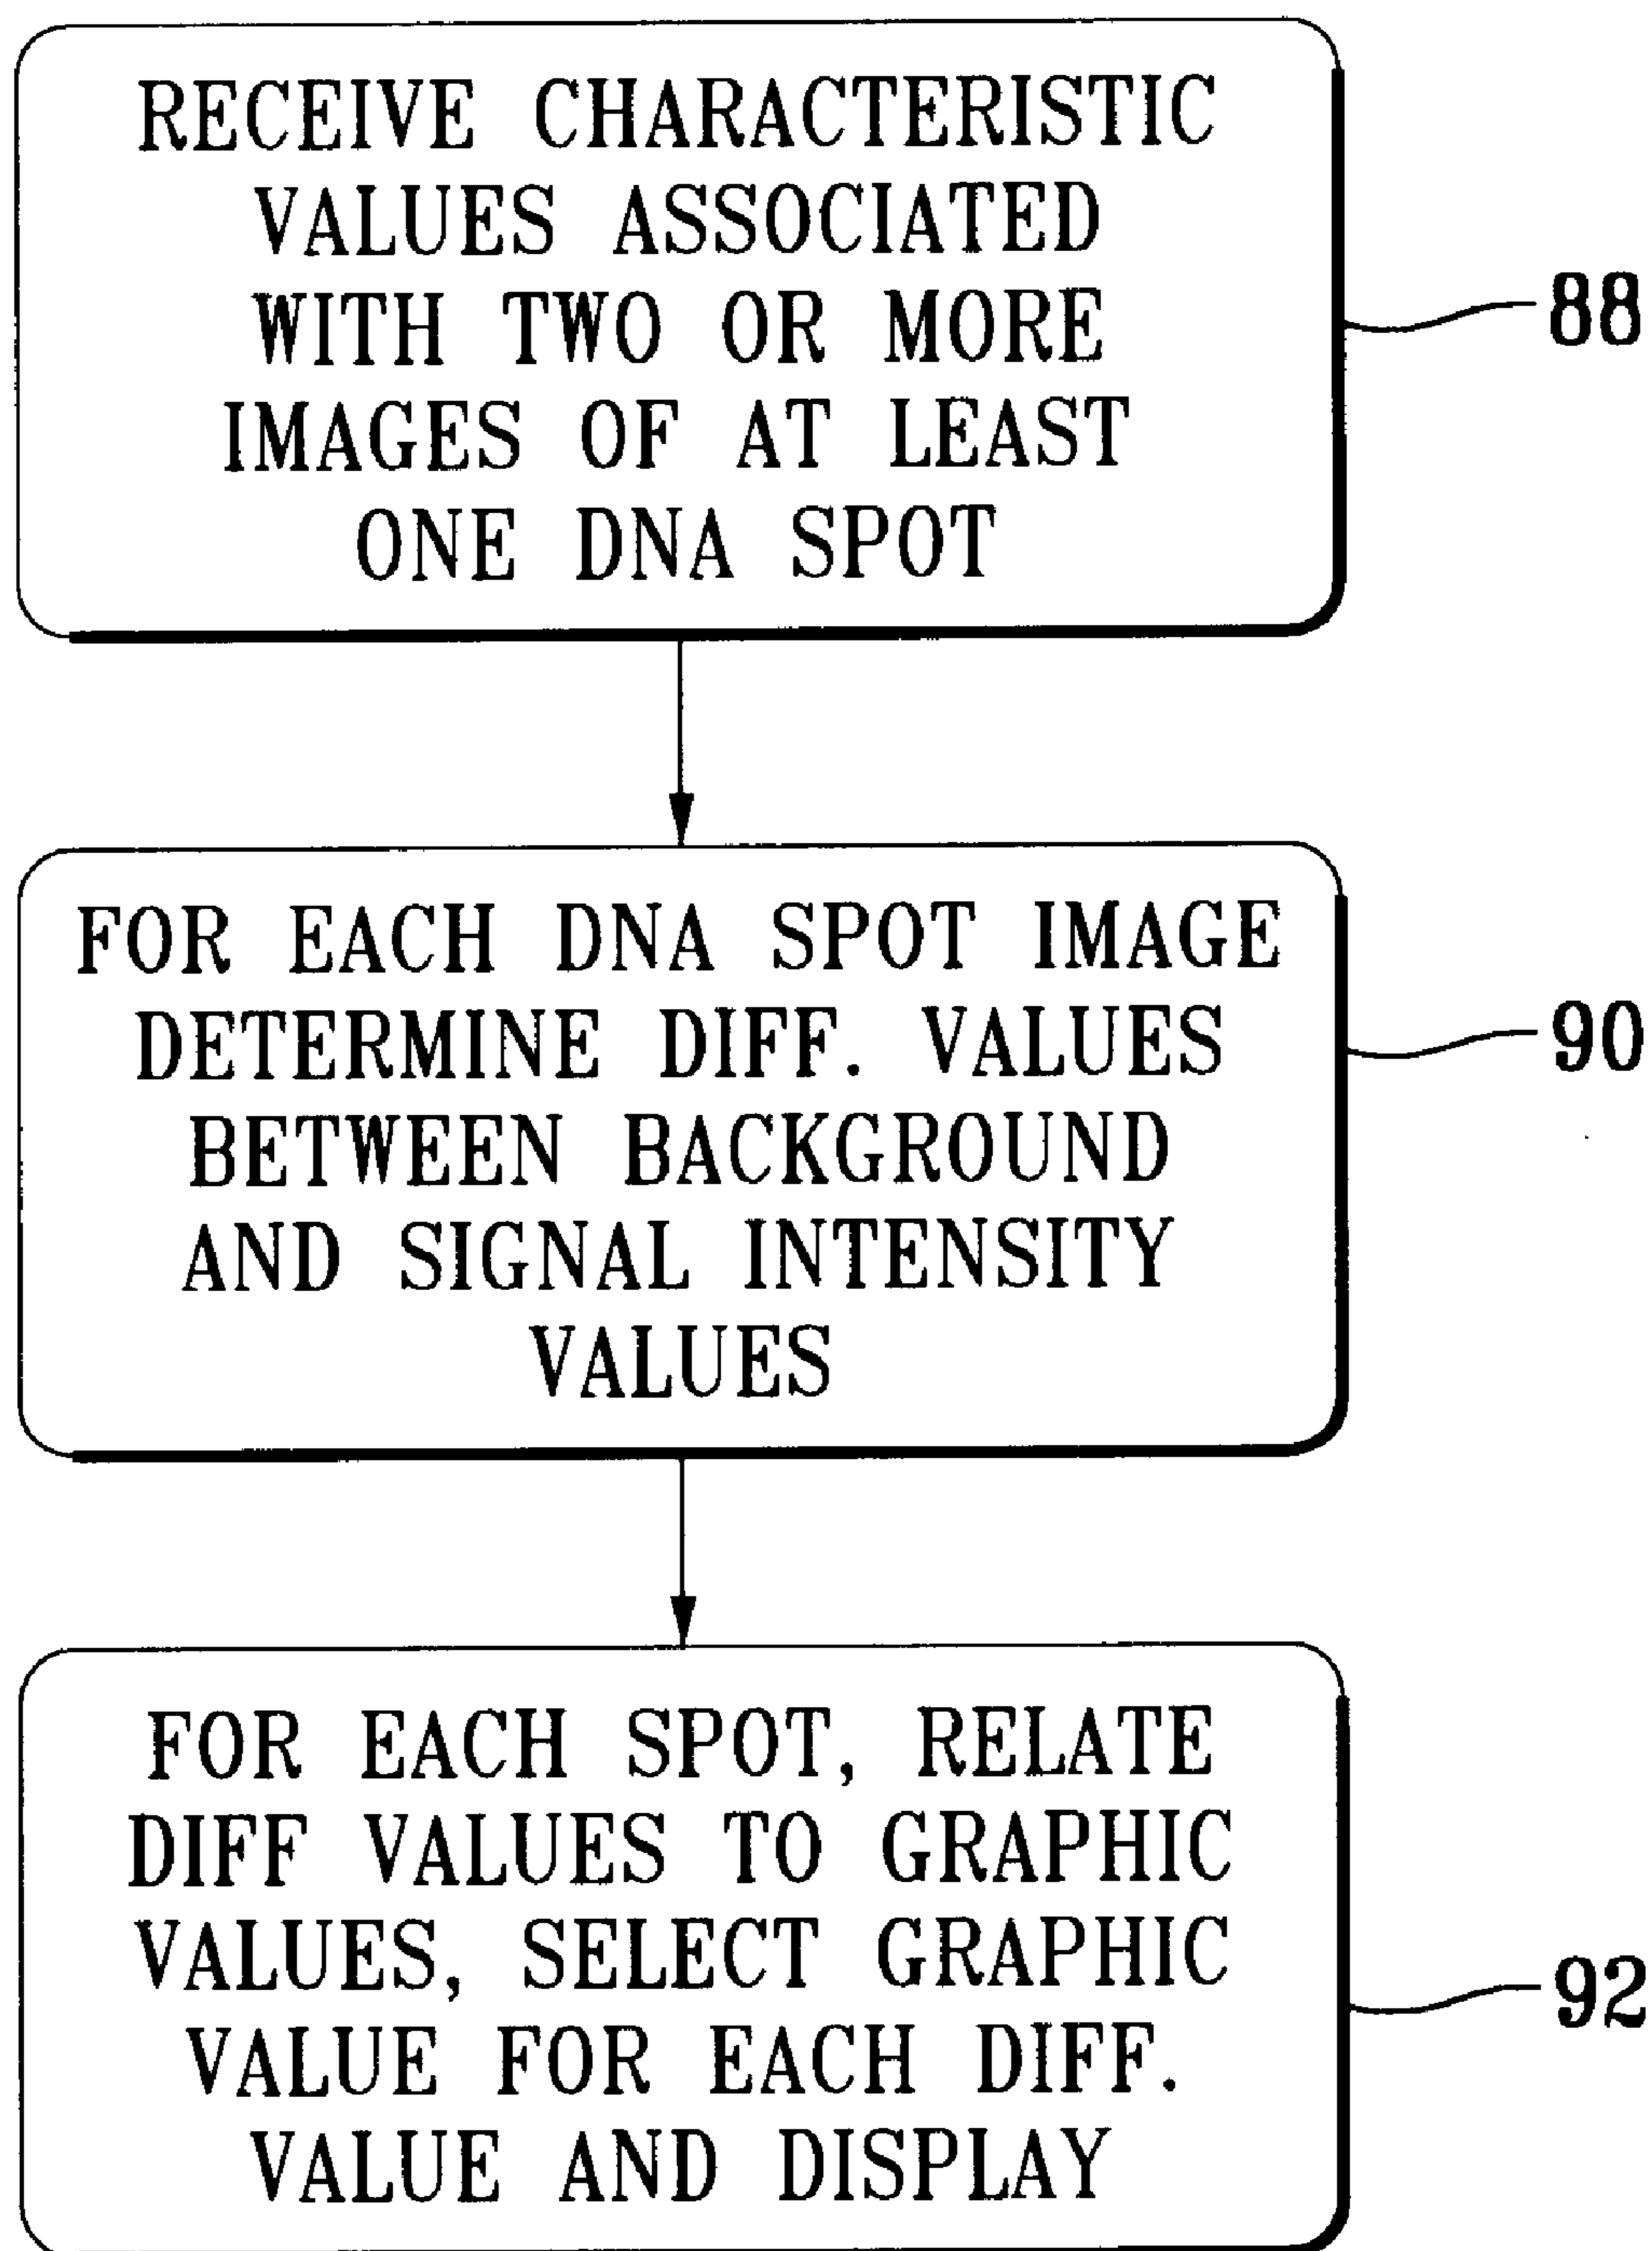 RECEIVE CHARACTERISTIC
VALUES ASSOCIATED
WITH TWO OR MORE
IMAGES OF AT LEAST
ONE DNA SPOT
88
FOR EACH DNA SPOT IMAGE
DETERMINE DIFF. VALUES
BETWEEN BACKGROUND
AND SIGNAL INTENSITY
VALUES
90
FOR EACH SPOT, RELATE
DIFF VALUES TO GRAPHIC
VALUES, SELECT GRAPHIC
VALUE FOR EACH DIFF.
VALUE AND DISPLAY
92